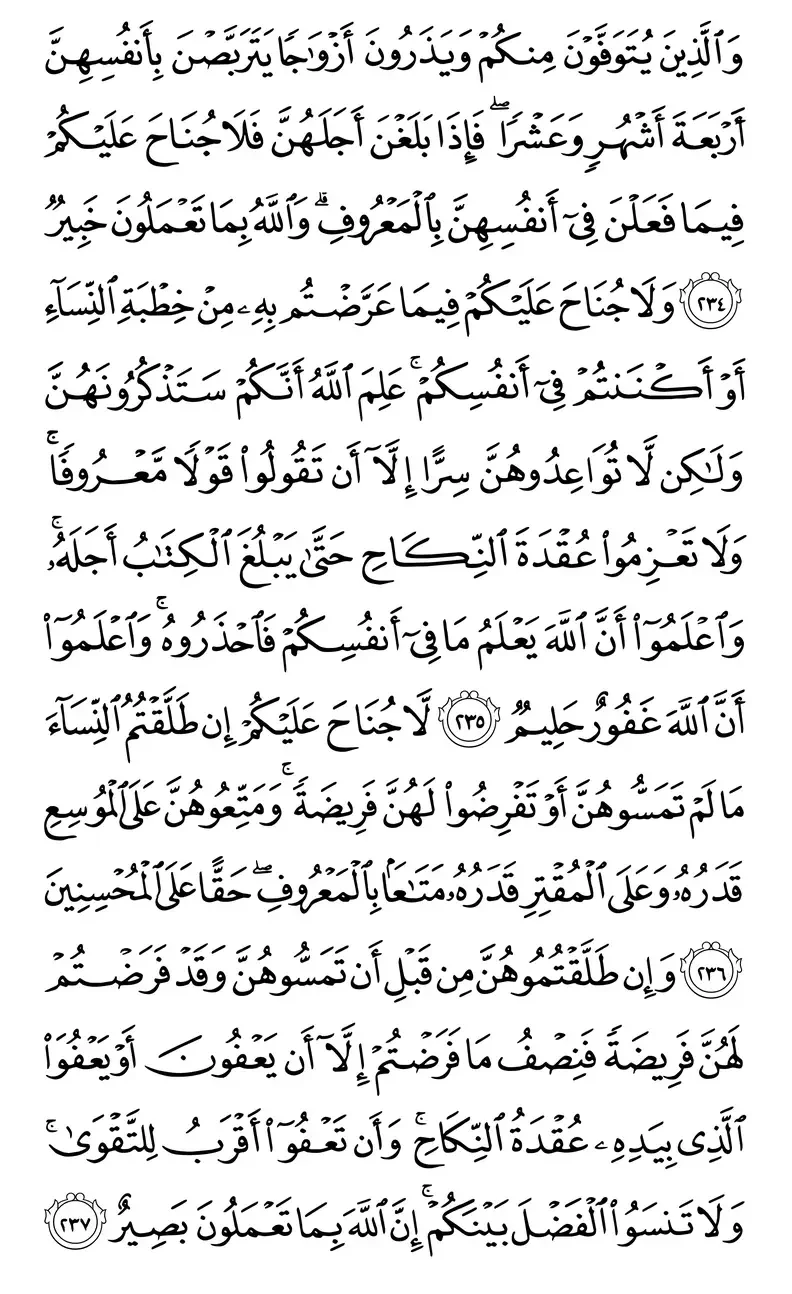 وَٱلَّذِينَ يُتَوَفَّوْنَ مِنكُمْ وَيَذَرُونَ أَزْوَٰجًا يَتَرَبَّصْنَ بِأَنفُسِهِنَّ
أَرْبَعَةَ أَشْهُرٍ وَعَشْرًا ۖ فَإِذَا بَلَغْنَ أَجَلَهُنَّ فَلَا جُنَاحَ عَلَيْكُمْ
فِيمَا فَعَلْنَ فِىٓ أَنفُسِهِنَّ بِٱلْمَعْرُوفِ ۗ وَٱللَّهُ بِمَا تَعْمَلُونَ خَبِيرٌ
٢٣٤ وَلَا جُنَاحَ عَلَيْكُمْ فِيمَا عَرَّضْتُم بِهِۦ مِنْ خِطْبَةِ ٱلنِّسَآءِ
أَوْ أَكْنَنتُمْ فِىٓ أَنفُسِكُمْ ۚ عَلِمَ ٱللَّهُ أَنَّكُمْ سَتَذْكُرُونَهُنَّ
وَلَٰكِن لَّا تُوَاعِدُوهُنَّ سِرًّا إِلَّآ أَن تَقُولُوا۟ قَوْلًا مَّعْرُوفًا ۚ
وَلَا تَعْزِمُوا۟ عُقْدَةَ ٱلنِّكَاحِ حَتَّىٰ يَبْلُغَ ٱلْكِتَٰبُ أَجَلَهُۥ ۚ
وَٱعْلَمُوٓا۟ أَنَّ ٱللَّهَ يَعْلَمُ مَا فِىٓ أَنفُسِكُمْ فَٱحْذَرُوهُ ۚ وَٱعْلَمُوٓا۟
أَنَّ ٱللَّهَ غَفُورٌ حَلِيمٌ ٢٣٥ لَّا جُنَاحَ عَلَيْكُمْ إِن طَلَّقْتُمُ ٱلنِّسَآءَ
مَا لَمْ تَمَسُّوهُنَّ أَوْ تَفْرِضُوا۟ لَهُنَّ فَرِيضَةً ۚ وَمَتِّعُوهُنَّ عَلَى ٱلْمُوسِعِ
قَدَرُهُۥ وَعَلَى ٱلْمُقْتِرِ قَدَرُهُۥ مَتَٰعًۢا بِٱلْمَعْرُوفِ ۖ حَقًّا عَلَى ٱلْمُحْسِنِينَ
٢٣٦ وَإِن طَلَّقْتُمُوهُنَّ مِن قَبْلِ أَن تَمَسُّوهُنَّ وَقَدْ فَرَضْتُمْ
لَهُنَّ فَرِيضَةً فَنِصْفُ مَا فَرَضْتُمْ إِلَّآ أَن يَعْفُونَ أَوْ يَعْفُوَا۟
ٱلَّذِى بِيَدِهِۦ عُقْدَةُ ٱلنِّكَاحِ ۚ وَأَن تَعْفُوٓا۟ أَقْرَبُ لِلتَّقْوَىٰ ۚ
وَلَا تَنسَوُا۟ ٱلْفَضْلَ بَيْنَكُمْ ۚ إِنَّ ٱللَّهَ بِمَا تَعْمَلُونَ بَصِيرٌ ٢٣٧